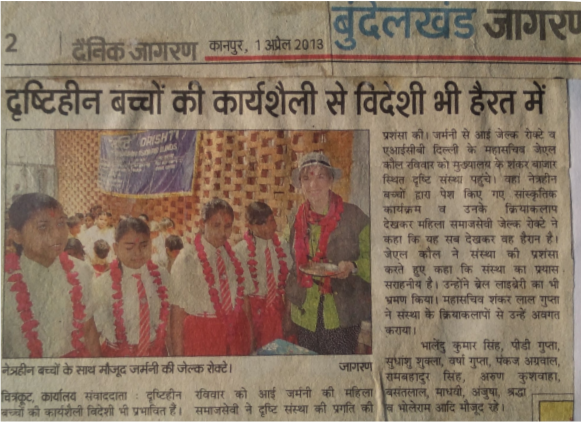 2
दैनिक जागरण कानपुर, 1 अप्रैल 2013
बुंदेलखंड जागरण
दृष्टिहीन बच्चों की कार्यशैली से विदेशी भी हैरत में
DRISHTI
नेत्रहीन बच्चों के साथ मौजूद जर्मनी की जेल्क रोक्टे। जागरण
चित्रकूट, कार्यालय संवाददाता : दृष्टिहीन
बच्चों की कार्यशैली विदेशी भी प्रभावित हैं।
रविवार को आई जर्मनी की महिला
समाजसेवी ने दृष्टि संस्था की प्रगति की
प्रशंसा की। जर्मनी से आई जेल्क रोक्टे व
एआईसीबी दिल्ली के महासचिव जेएल
कौल रविवार को मुख्यालय के शंकर बाजार
स्थित दृष्टि संस्था पहुंचे। वहां नेत्रहीन
बच्चों द्वारा पेश किए गए सांस्कृतिक
कार्यक्रम व उनके क्रियाकलाप
देखकर महिला समाजसेवी जेल्क रोक्टे ने
कहा कि यह सब देखकर वह हैरान है।
जेएल कौल ने संस्था की प्रशंसा
करते हुए कहा कि संस्था का प्रयास
सराहनीय है। उन्होंने ब्रेल लाइब्रेरी का भी
भ्रमण किया। महासचिव शंकर लाल गुप्ता
ने संस्था के क्रियाकलापों से उन्हें अवगत
कराया।
भालेंदु कुमार सिंह, पीडी गुप्ता,
सुधांशु शुक्ला, वर्षा गुप्ता, पंकज अग्रवाल,
रामबहादुर सिंह, अरुण कुशवाहा,
बसंतलाल, माधवी, अंजुषा, श्रद्धा
व भोलेराम आदि मौजूद रहे।